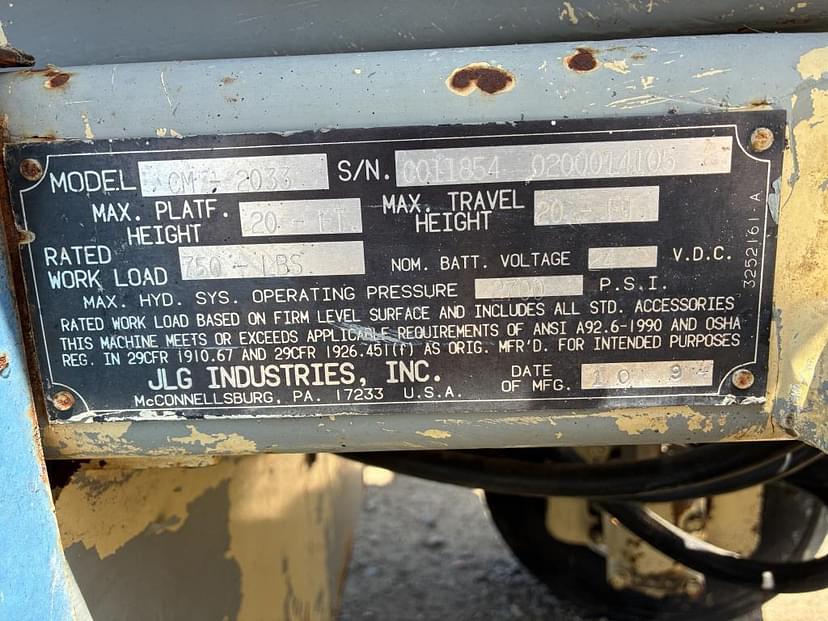 MODEL CM - 2033 S/N. 0011854 0200014105
MAX. PLATF. HEIGHT 20 - FT. MAX. TRAVEL HEIGHT 20 - FT.
RATED WORK LOAD 750 - LBS NOM. BATT. VOLTAGE 24 V.D.C.
MAX. HYD. SYS. OPERATING PRESSURE 2700 P.S.I.
RATED WORK LOAD BASED ON FIRM LEVEL SURFACE AND INCLUDES ALL STD. ACCESSORIES
THIS MACHINE MEETS OR EXCEEDS APPLICABLE REQUIREMENTS OF ANSI A92.6-1990 AND OSHA
REG. IN 29CFR 1910.67 AND 29CFR 1926.451(f) AS ORIG. MFR'D. FOR INTENDED PURPOSES
JLG INDUSTRIES, INC. DATE OF MFG. 10
McCONNELLSBURG, PA. 17233 U.S.A.
3252161 A